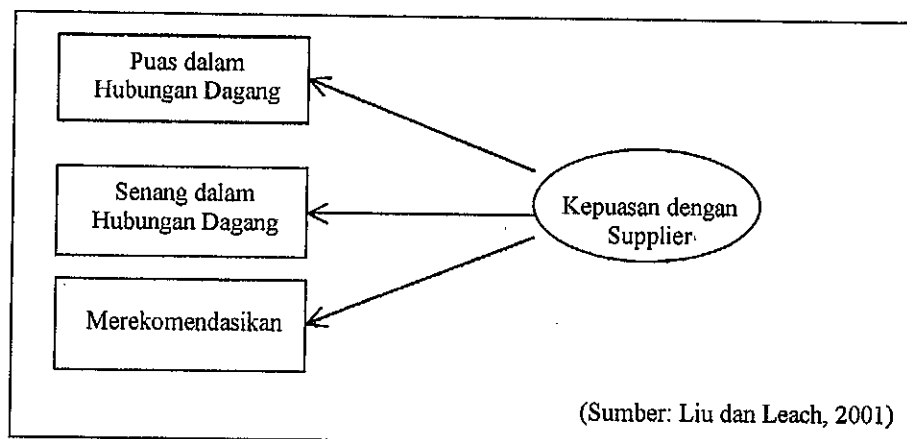 Puas dalam
Hubungan Dagang
Senang dalam
Hubungan Dagang
Merekomendasikan
Kepuasan dengan
Supplier
(Sumber: Liu dan Leach, 2001)